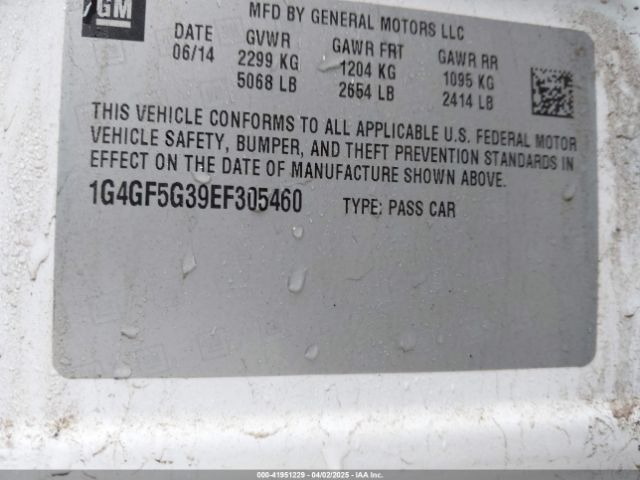 GM
MFD BY GENERAL MOTORS LLC
DATE GVWR GAWR FRT GAWR RR
06/14 2299 KG 1204 KG 1095 KG
5068 LB 2654 LB 2414 LB
THIS VEHICLE CONFORMS TO ALL APPLICABLE U.S. FEDERAL MOTOR
VEHICLE SAFETY, BUMPER, AND THEFT PREVENTION STANDARDS IN
EFFECT ON THE DATE OF MANUFACTURE SHOWN ABOVE.
1G4GF5G39EF305460 TYPE: PASS CAR
000-41951229 - 04/02/2025 - IAA Inc.